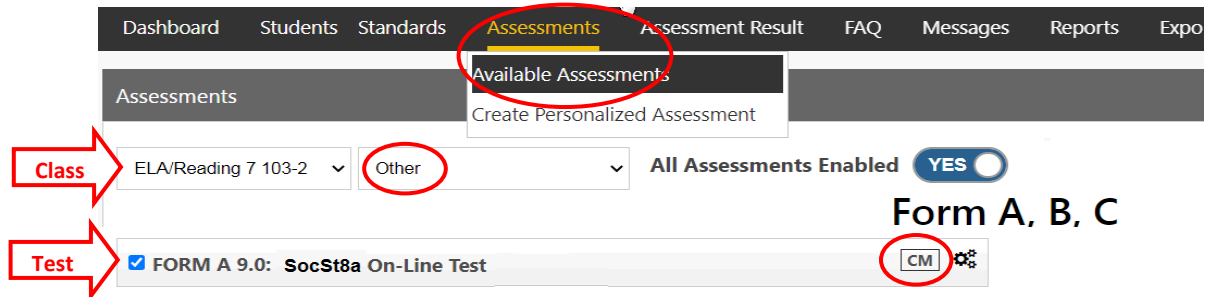 Dashboard Students Standards Assessments Assessment Result FAQ Messages Reports Expo
Available Assessments
Assessments
Create Personalized Assessment
Class ELA/Reading 7 103-2 Other All Assessments Enabled YES
Form A, B, C
Test FORM A 9.0: SocSt8a On-Line Test CM